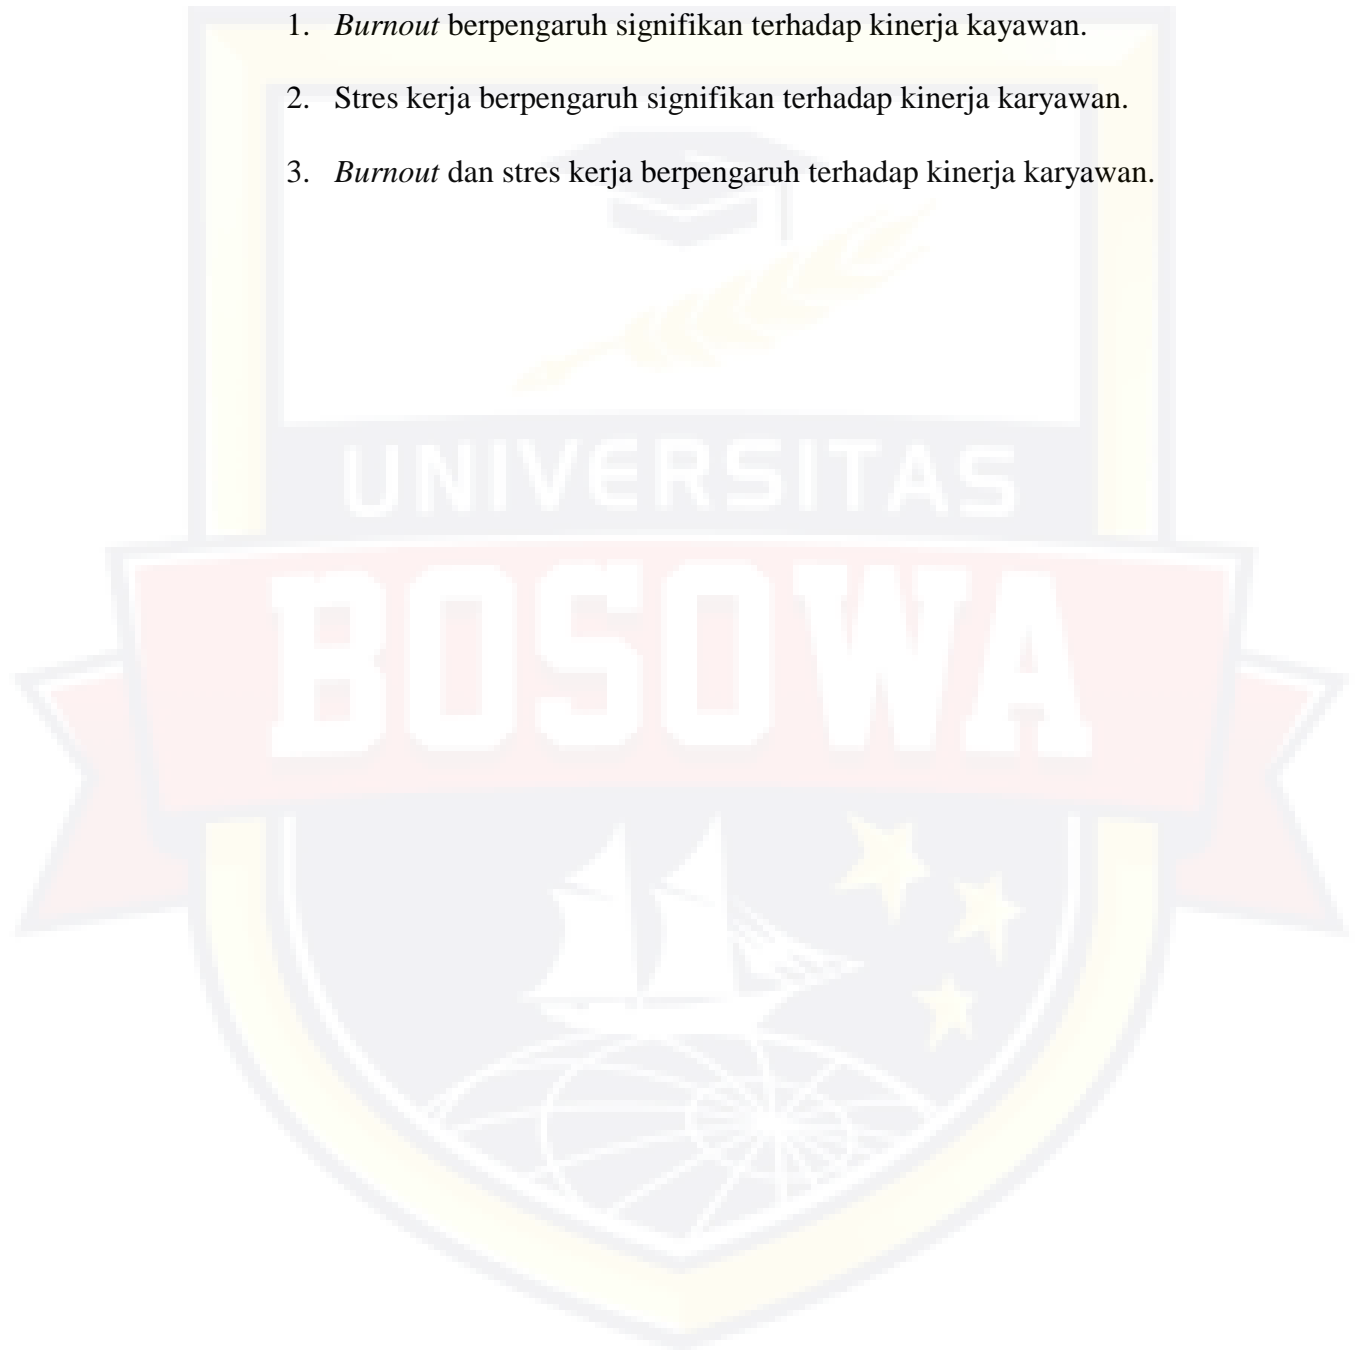 1. Burnout berpengaruh signifikan terhadap kinerja kayawan.
2. Stres kerja berpengaruh signifikan terhadap kinerja karyawan.
3. Burnout dan stres kerja berpengaruh terhadap kinerja karyawan.
UNIVERSITAS
BOSOWA